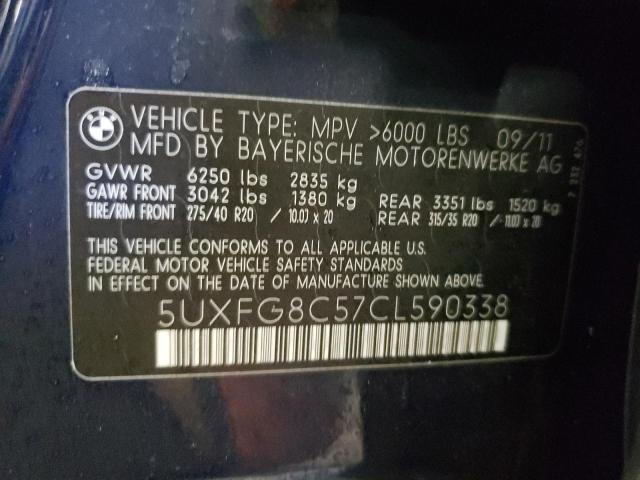 BMW
VEHICLE TYPE: MPV >6000 LBS 09/11
MFD BY BAYERISCHE MOTORENWERKE AG
GVWR 6250 lbs 2835 kg
GAWR FRONT 3042 lbs 1380 kg REAR 3351 lbs 1520 kg
TIRE/RIM FRONT 275/40 R20 / 10.0J x 20 REAR 315/35 R20 / 11.0J x 20
THIS VEHICLE CONFORMS TO ALL APPLICABLE U.S.
FEDERAL MOTOR VEHICLE SAFETY STANDARDS
IN EFFECT ON THE DATE OF MANUFACTURE SHOWN ABOVE.
5UXFG8C57CL590338